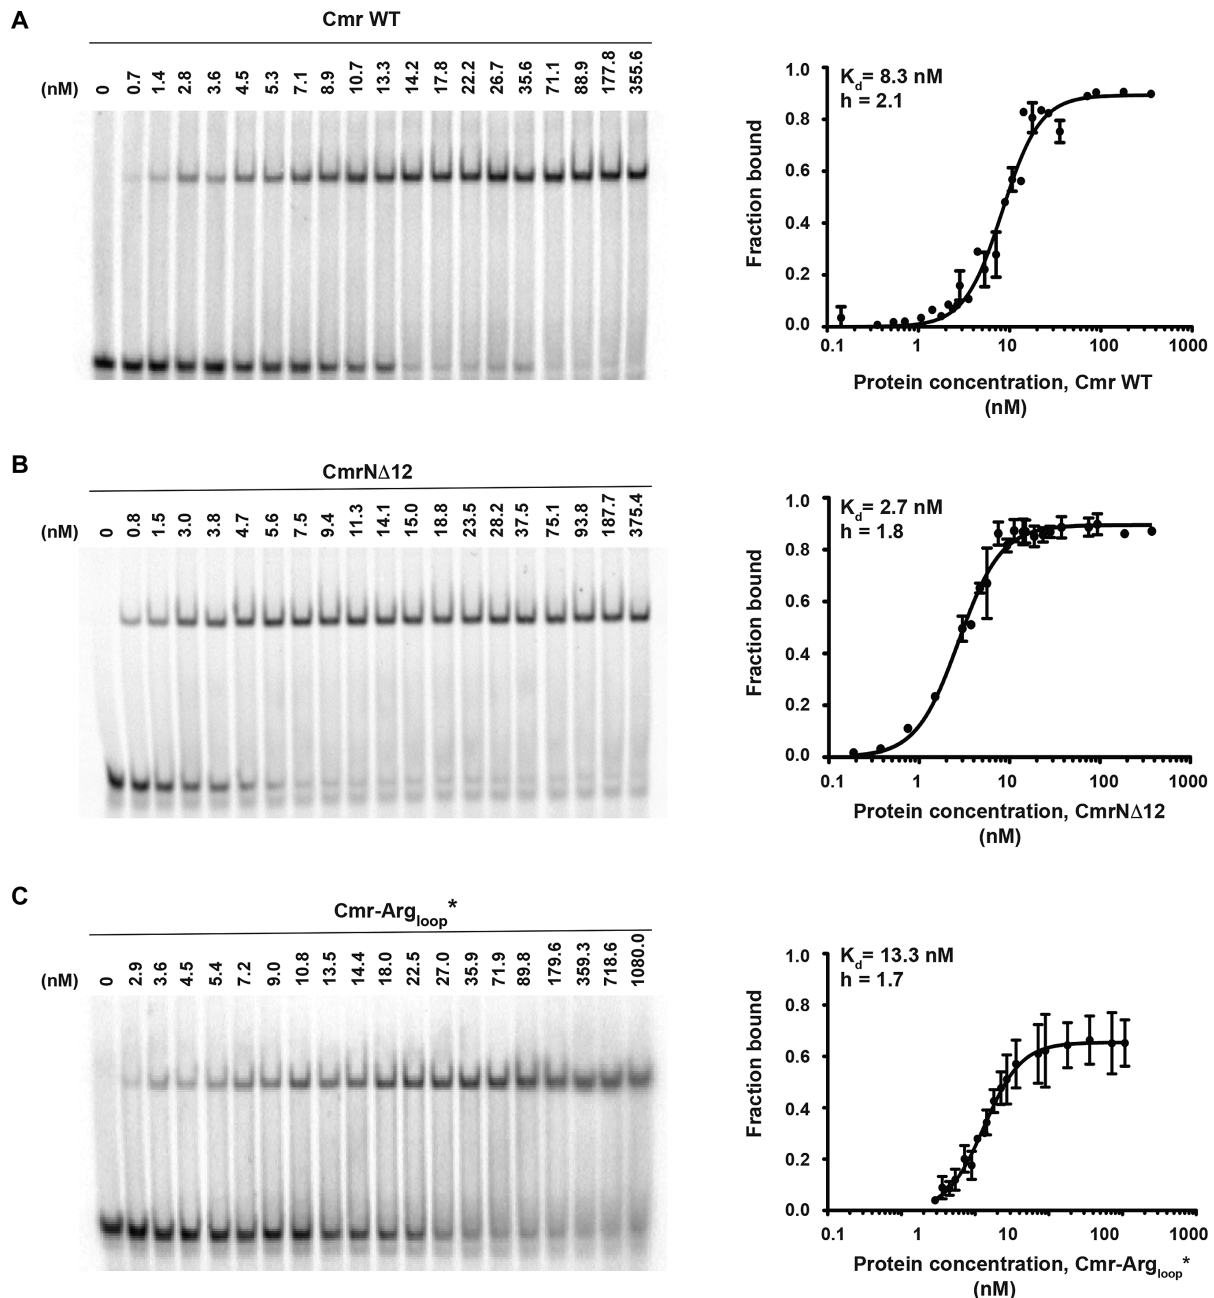 A
Cmr WT
(nM) 0 0.7 1.4 2.8 3.6 4.5 5.3 7.1 8.9 10.7 13.3 14.2 17.8 22.2 26.7 35.6 71.1 88.9 177.8 355.6
Kd= 8.3 nM
h = 2.1
Fraction bound
1.0
0.8
0.6
0.4
0.2
0.0
0.1 1 10 100 1000
Protein concentration, Cmr WT
(nM)
B
CmrNΔ12
(nM) 0 0.8 1.5 3.0 3.8 4.7 5.6 7.5 9.4 11.3 14.1 15.0 18.8 23.5 28.2 37.5 75.1 93.8 187.7 375.4
Kd= 2.7 nM
h = 1.8
Fraction bound
1.0
0.8
0.6
0.4
0.2
0.0
0.1 1 10 100 1000
Protein concentration, CmrNΔ12
(nM)
C
Cmr-Argloop*
(nM) 0 2.9 3.6 4.5 5.4 7.2 9.0 10.8 13.5 14.4 18.0 22.5 27.0 35.9 71.9 89.8 179.6 359.3 718.6 1080.0
Kd= 13.3 nM
h = 1.7
Fraction bound
1.0
0.8
0.6
0.4
0.2
0.0
0.1 1 10 100 1000
Protein concentration, Cmr-Argloop*
(nM)